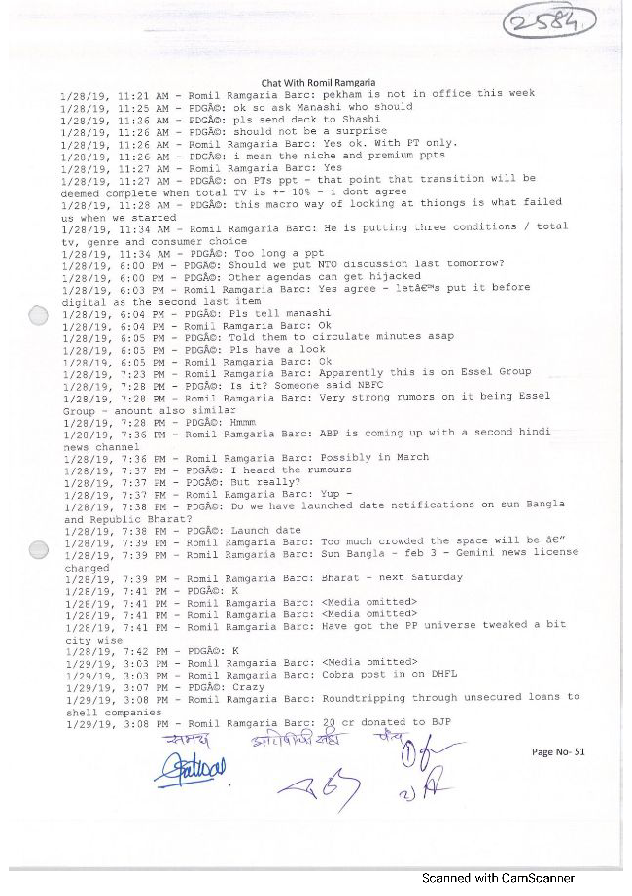 2584
Chat With Romil Ramgaria
1/28/19, 11:21 AM - Romil Ramgaria Barc: pekham is not in office this week
1/28/19, 11:25 AM - PDGÂ©: ok so ask Manashi who should
1/28/19, 11:26 AM - PDGÂ©: pls send deck to Shashi
1/28/19, 11:26 AM - PDGÂ©: should not be a surprise
1/28/19, 11:26 AM - Romil Ramgaria Barc: Yes ok. With PT only.
1/28/19, 11:26 AM - PDGÂ©: i mean the niche and premium ppts
1/28/19, 11:27 AM - Romil Ramgaria Barc: Yes
1/28/19, 11:27 AM - PDGÂ©: on PTs ppt - that point that transition will be
deemed complete when total TV is +- 10% - i dont agree
1/28/19, 11:28 AM - PDGÂ©: this macro way of locking at thiongs is what failed
us when we started
1/28/19, 11:34 AM - Romil Ramgaria Barc: He is putting three conditions / total
tv, genre and consumer choice
1/28/19, 11:34 AM - PDGÂ©: Too long a ppt
1/28/19, 6:00 PM - PDGÂ©: Should we put NTO discussion last tomorrow?
1/28/19, 6:00 PM - PDGÂ©: Other agendas can get hijacked
1/28/19, 6:03 PM - Romil Ramgaria Barc: Yes agree - letâ€™s put it before
digital as the second last item
1/28/19, 6:04 PM - PDGÂ©: Pls tell manashi
1/28/19, 6:04 PM - Romil Ramgaria Barc: Ok
1/28/19, 6:05 PM - PDGÂ©: Told them to circulate minutes asap
1/28/19, 6:05 PM - PDGÂ©: Pls have a look
1/28/19, 6:05 PM - Romil Ramgaria Barc: Ok
1/28/19, 7:23 PM - Romil Ramgaria Barc: Apparently this is on Essel Group
1/28/19, 7:28 PM - PDGÂ©: Is it? Someone said NBFC
1/28/19, 7:28 PM - Romil Ramgaria Barc: Very strong rumors on it being Essel
Group - amount also similar
1/28/19, 7:28 PM - PDGÂ©: Hmmm
1/28/19, 7:36 PM - Romil Ramgaria Barc: ABP is coming up with a second hindi
news channel
1/28/19, 7:36 PM - Romil Ramgaria Barc: Possibly in March
1/28/19, 7:37 PM - PDGÂ©: I heard the rumours
1/28/19, 7:37 PM - PDGÂ©: But really?
1/28/19, 7:37 PM - Romil Ramgaria Barc: Yup -
1/28/19, 7:38 PM - PDGÂ©: Do we have launched date notifications on sun Bangla
and Republic Bharat?
1/28/19, 7:38 PM - PDGÂ©: Launch date
1/28/19, 7:39 PM - Romil Ramgaria Barc: Too much crowded the space will be â€”
1/28/19, 7:39 PM - Romil Ramgaria Barc: Sun Bangla - feb 3 - Gemini news license
changed
1/28/19, 7:39 PM - Romil Ramgaria Barc: Bharat - next Saturday
1/28/19, 7:41 PM - PDGÂ©: K
1/28/19, 7:41 PM - Romil Ramgaria Barc: <Media omitted>
1/28/19, 7:41 PM - Romil Ramgaria Barc: <Media omitted>
1/28/19, 7:41 PM - Romil Ramgaria Barc: Have got the PP universe tweaked a bit
city wise
1/28/19, 7:42 PM - PDGÂ©: K
1/29/19, 3:03 PM - Romil Ramgaria Barc: <Media omitted>
1/29/19, 3:03 PM - Romil Ramgaria Barc: Cobra post in on DHFL
1/29/19, 3:07 PM - PDGÂ©: Crazy
1/29/19, 3:08 PM - Romil Ramgaria Barc: Roundtripping through unsecured loans to
shell companies
1/29/19, 3:08 PM - Romil Ramgaria Barc: 20 cr donated to BJP
समक्ष पंच
1)
2)
Page No- 51
Scanned with CamScanner